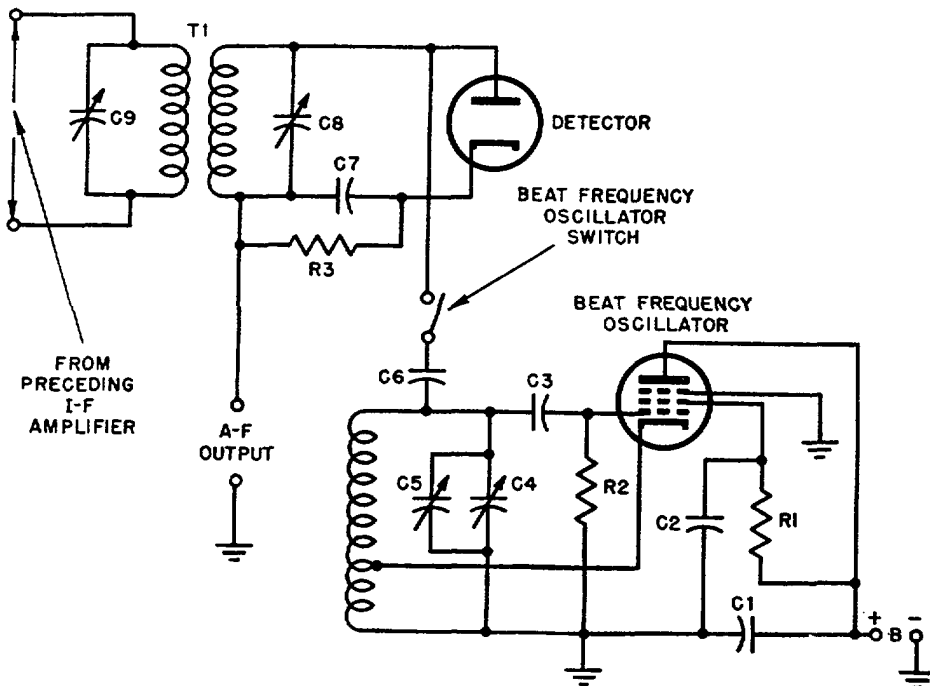 T1
C9
C8
DETECTOR
C7
R3
BEAT FREQUENCY
OSCILLATOR
SWITCH
FROM
PRECEDING
I-F
AMPLIFIER
A-F
OUTPUT
BEAT FREQUENCY
OSCILLATOR
C6
C3
C5
C4
R2
C2
R1
C1
+ B -